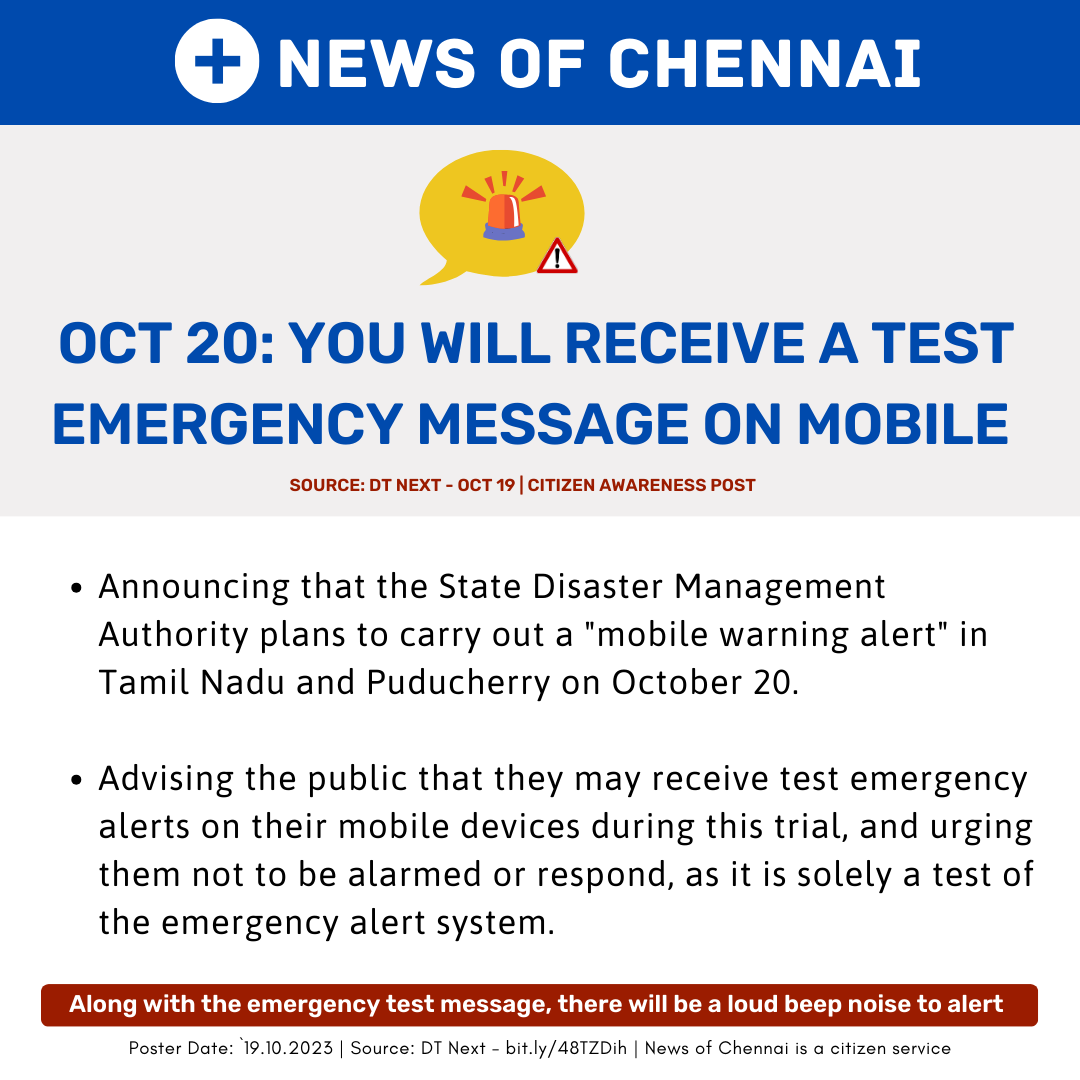 NEWS OF CHENNAI
OCT 20: YOU WILL RECEIVE A TEST
EMERGENCY MESSAGE ON MOBILE
SOURCE: DT NEXT - OCT 19 | CITIZEN AWARENESS POST
• Announcing that the State Disaster Management
Authority plans to carry out a "mobile warning alert" in
Tamil Nadu and Puducherry on October 20.
• Advising the public that they may receive test emergency
alerts on their mobile devices during this trial, and urging
them not to be alarmed or respond, as it is solely a test of
the emergency alert system.
Along with the emergency test message, there will be a loud beep noise to alert
Poster Date: `19.10.2023 | Source: DT Next - bit.ly/48TZDih | News of Chennai is a citizen service